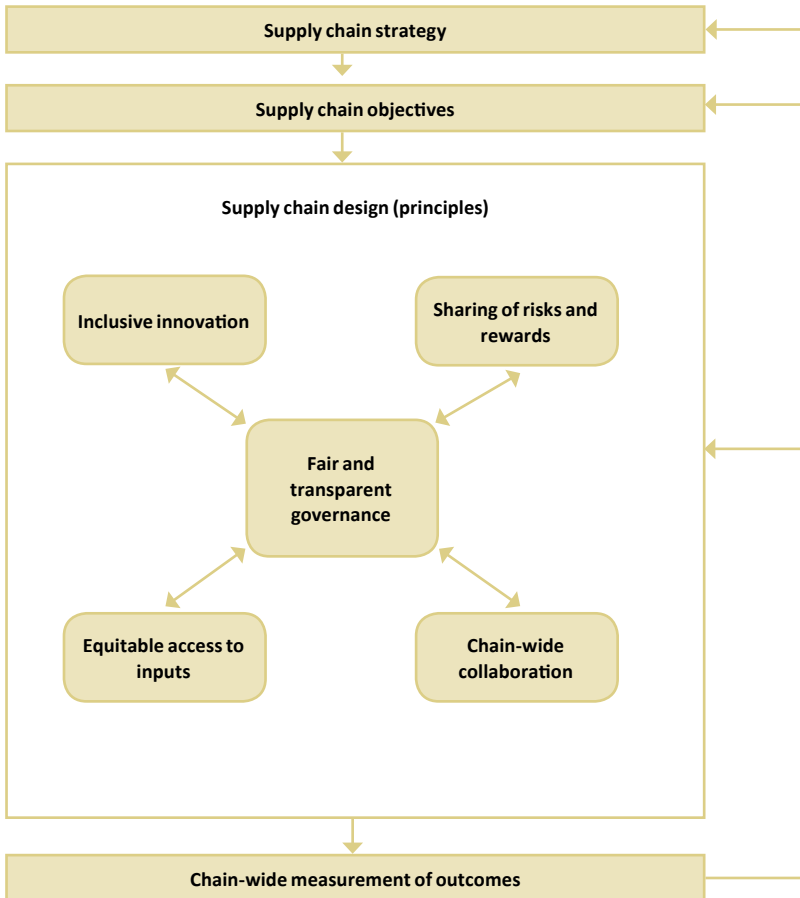 Supply chain strategy
Supply chain objectives
Supply chain design (principles)
Inclusive innovation
Sharing of risks and
rewards
Fair and
transparent
governance
Equitable access to
inputs
Chain-wide
collaboration
Chain-wide measurement of outcomes